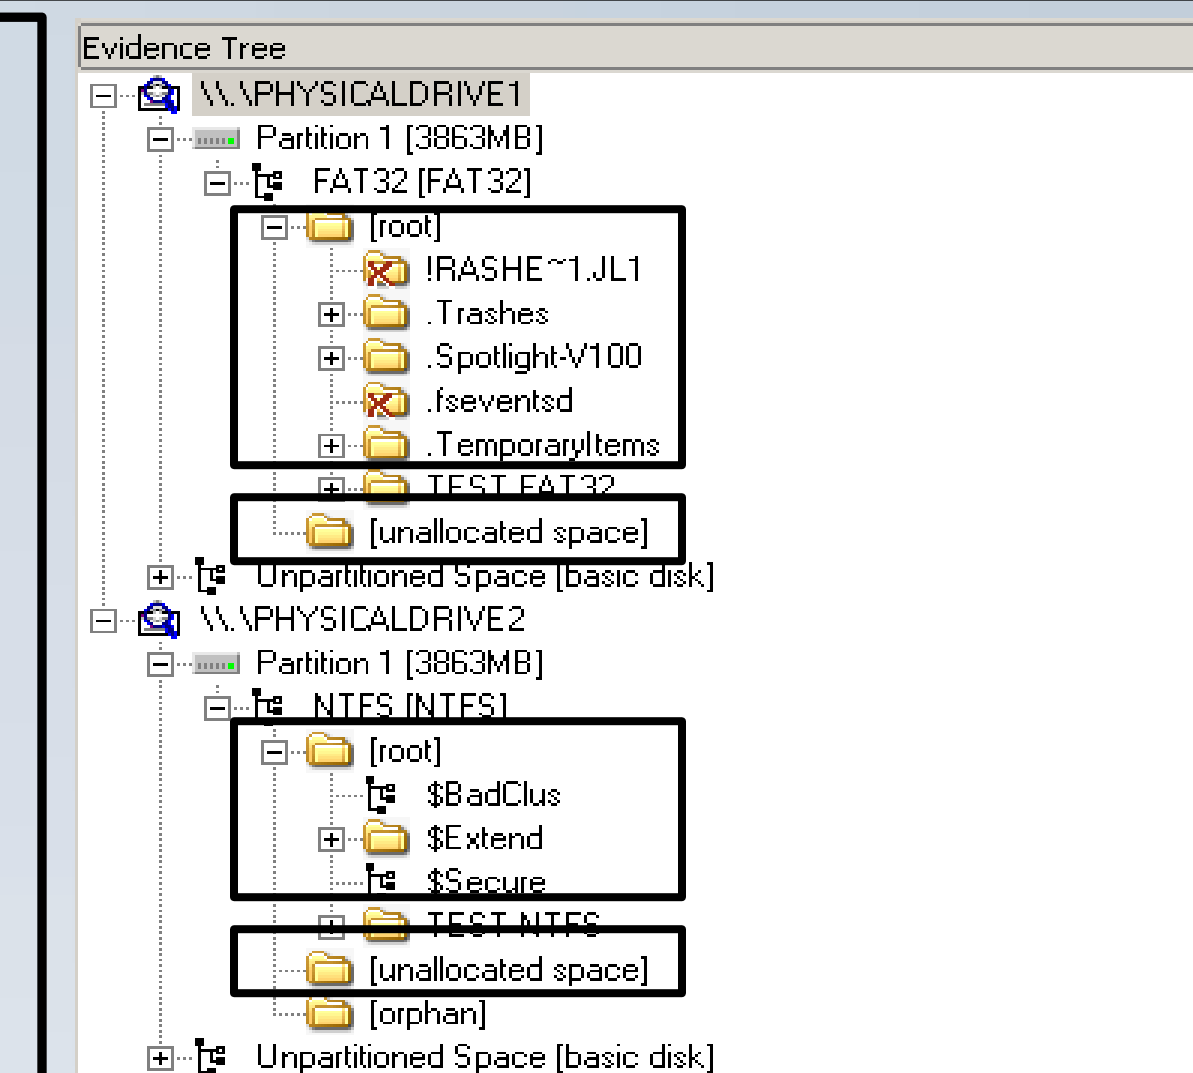 Evidence Tree
\\.\PHYSICALDRIVE1
Partition 1 [3863MB]
FAT32 [FAT32]
[root]
!RASHE~1.JL1
.Trashes
.Spotlight-V100
.fseventsd
.TemporaryItems
TEST FAT32
[unallocated space]
Unpartitioned Space [basic disk]
\\.\PHYSICALDRIVE2
Partition 1 [3863MB]
NTFS [NTFS]
[root]
$BadClus
$Extend
$Secure
TEST NTFS
[unallocated space]
[orphan]
Unpartitioned Space [basic disk]